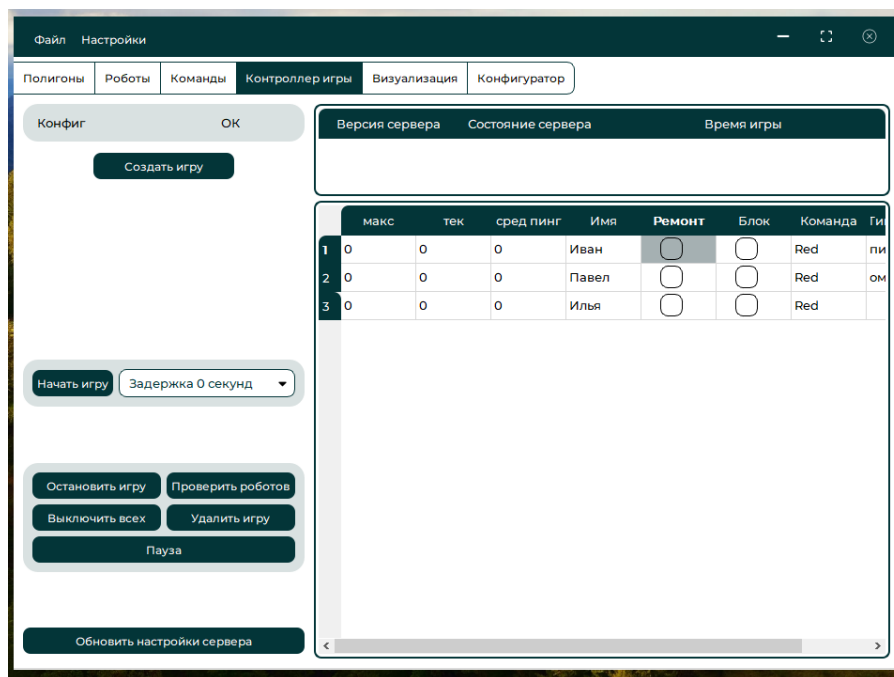 Файл Настройки
Полигоны Роботы Команды Контроллер игры Визуализация Конфигуратор
Конфиг ОК
Создать игру
Начать игру Задержка 0 секунд
Остановить игру Проверить роботов
Выключить всех Удалить игру
Пауза
Обновить настройки сервера
Версия сервера Состояние сервера Время игры
макс тек сред пинг Имя Ремонт Блок Команда
1 0 0 0 Иван Red пи
2 0 0 0 Павел Red ом
3 0 0 0 Илья Red